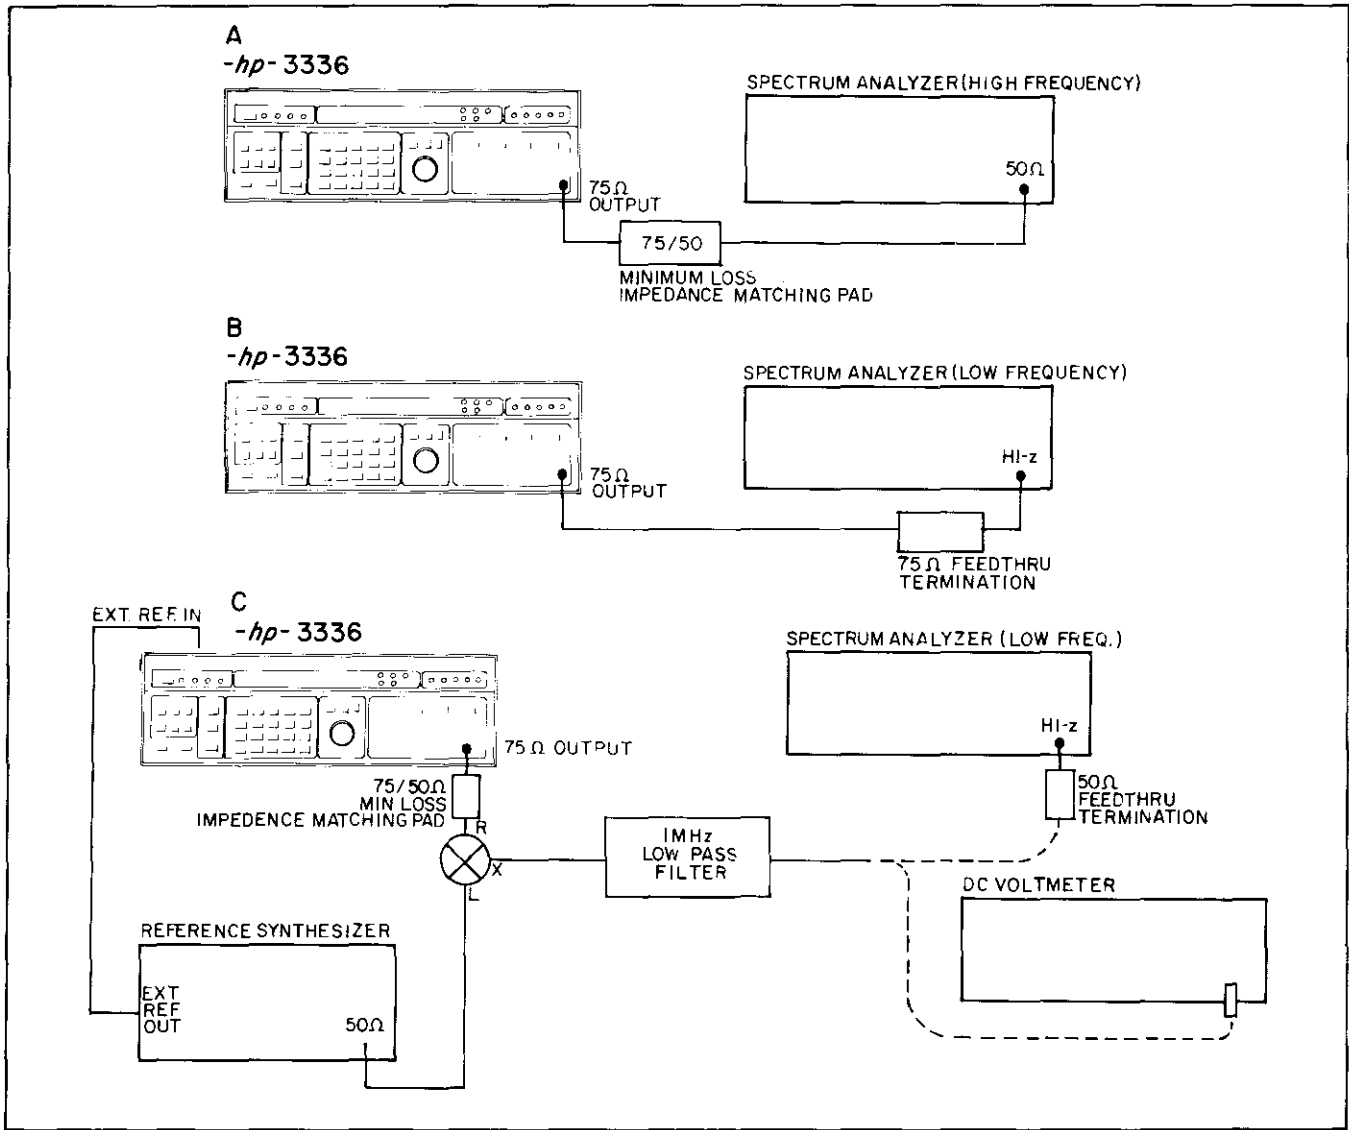 A
-hp-3336
SPECTRUM ANALYZER(HIGH FREQUENCY)
50Ω
75Ω
OUTPUT
75/50
MINIMUM LOSS
IMPEDANCE MATCHING PAD
B
-hp-3336
SPECTRUM ANALYZER(LOW FREQUENCY)
HI-z
75Ω
OUTPUT
75Ω FEEDTHRU
TERMINATION
EXT. REF. IN
C
-hp-3336
SPECTRUM ANALYZER (LOW FREQ.)
HI-z
75Ω OUTPUT
75/50Ω
MIN LOSS
IMPEDENCE MATCHING PAD
R
X
L
50Ω
FEEDTHRU
TERMINATION
1MHz
LOW PASS
FILTER
DC VOLTMETER
REFERENCE SYNTHESIZER
EXT
REF
OUT
50Ω